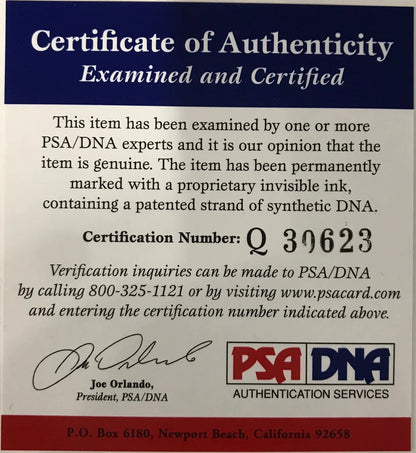 Certificate of Authenticity
Examined and Certified
This item has been examined by one or more
PSA/DNA experts and it is our opinion that the
item is genuine. The item has been permanently
marked with a proprietary invisible ink,
containing a patented strand of synthetic DNA.
Certification Number: Q 30623
Verification inquiries can be made to PSA/DNA
by calling 800-325-1121 or by visiting www.psacard.com
and entering the certification number indicated above.
Joe Orlando,
President, PSA/DNA
PSA DNA
AUTHENTICATION SERVICES
P.O. Box 6180, Newport Beach, California 92658